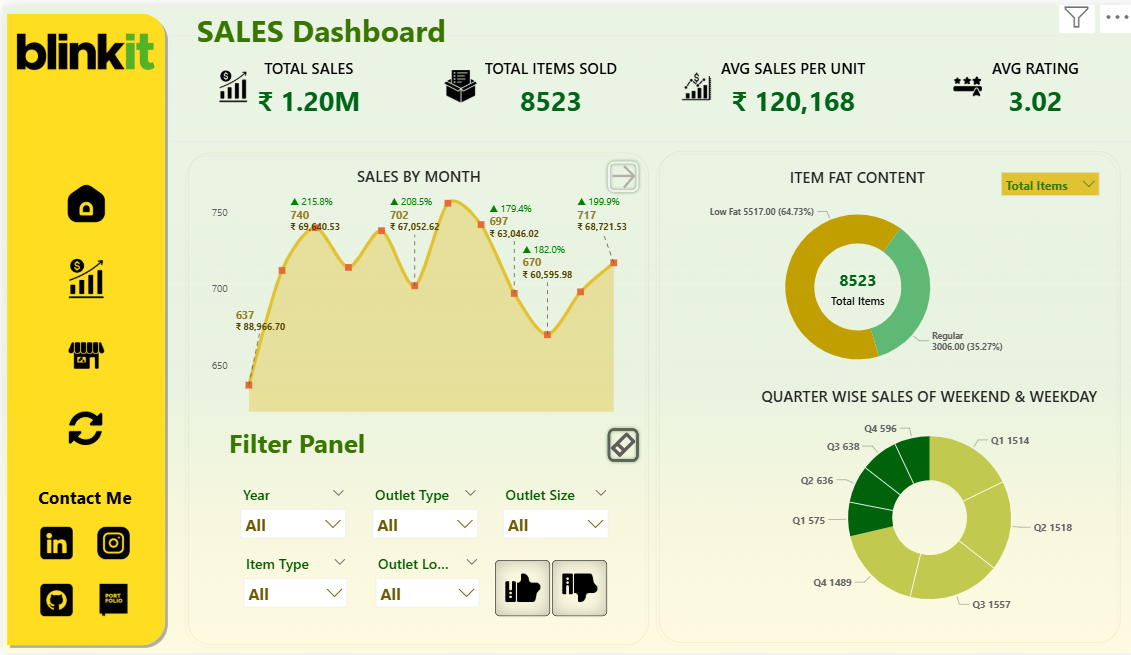 blinkit
SALES Dashboard
TOTAL SALES
₹ 1.20M
TOTAL ITEMS SOLD
8523
AVG SALES PER UNIT
₹ 120,168
AVG RATING
3.02
SALES BY MONTH
750
700
650
637
₹ 88,966.70
▲ 215.8%
740
₹ 69,640.53
▲ 208.5%
702
₹ 67,052.62
▲ 179.4%
697
₹ 63,046.02
▲ 182.0%
670
₹ 60,595.98
▲ 199.9%
717
₹ 68,721.53
ITEM FAT CONTENT
Total Items
Low Fat 5517.00 (64.73%)
8523
Total Items
Regular
3006.00 (35.27%)
QUARTER WISE SALES OF WEEKEND & WEEKDAY
Q4 596
Q1 1514
Q3 638
Q2 636
Q1 575
Q2 1518
Q4 1489
Q3 1557
Filter Panel
Year
All
Outlet Type
All
Outlet Size
All
Item Type
All
Outlet Lo...
All
Contact Me
in
PORT
FOLIO